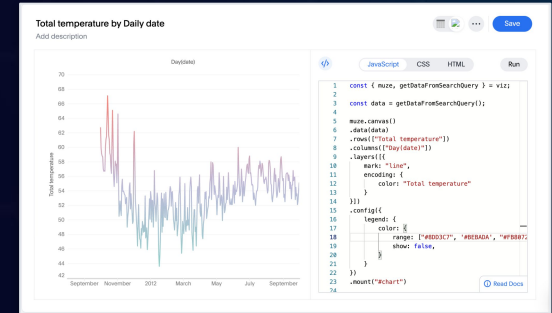 Total temperature by Daily date
Add description
Save
Day(date)
70
68
66
64
62
60
58
56
54
52
50
48
46
44
42
Total temperature
September November 2012 March May July September
JavaScript CSS HTML Run
1 const { muze, getDataFromSearchQuery } = viz;
2
3 const data = getDataFromSearchQuery();
4
5 muze.canvas()
6 .data(data)
7 .rows(["Total temperature"])
8 .columns(["Day(date)"])
9 .layers([{
10 mark: "line",
11 encoding: {
12 color: "Total temperature"
13 }
14 }])
15 .config({
16 legend: {
17 color: {
18 range: ["#8DD3C7", '#BEBADA', "#FB8072
19 show: false,
20 }
21 }
22 })
23 .mount("#chart")
24
Read Docs